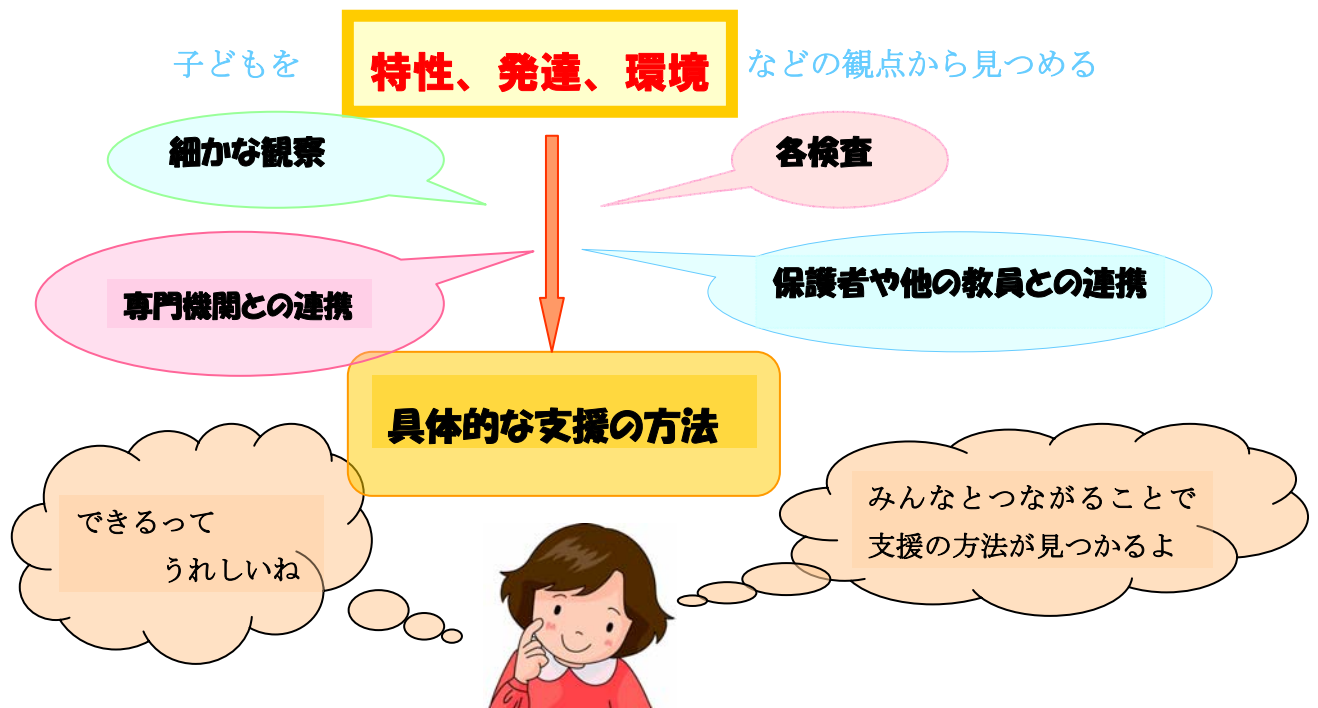 子どもを 特性、発達、環境 などの観点から見つめる
細かな観察
各検査
専門機関との連携
保護者や他の教員との連携
具体的な支援の方法
できるって
うれしいね
みんなとつながることで
支援の方法が見つかるよ